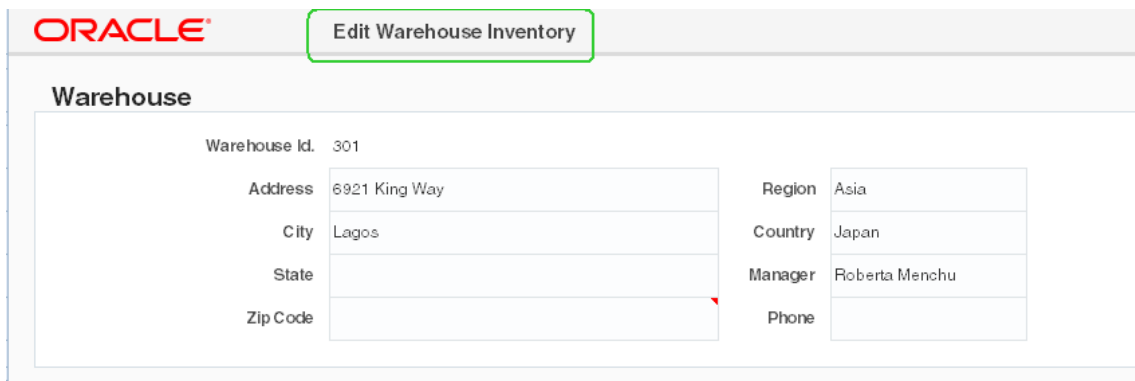 ORACLE Edit Warehouse Inventory
Warehouse
Warehouse Id. 301
Address 6921 King Way Region Asia
City Lagos Country Japan
State Manager Roberta Menchu
Zip Code Phone